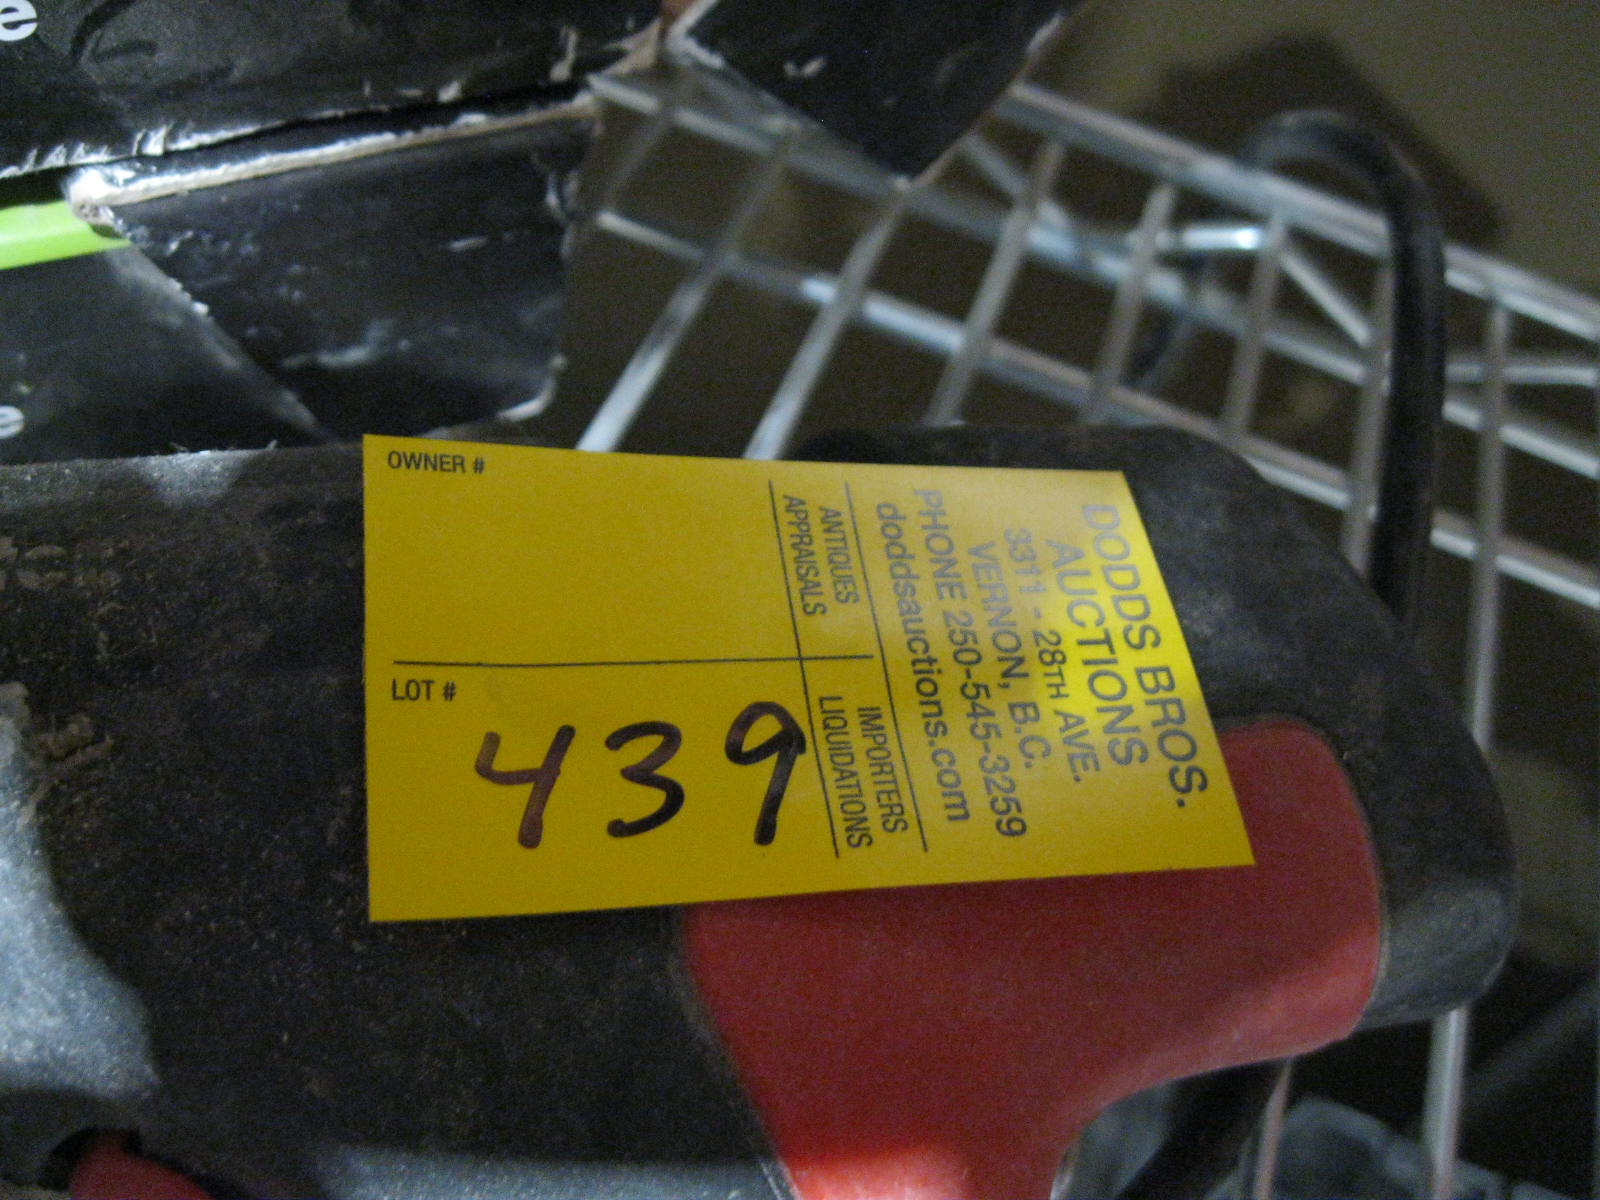 OWNER #
LOT #
439
ANTIQUES
APPRAISALS
IMPORTERS
LIQUIDATIONS
DODDS BROS.
AUCTIONS
3311 - 28TH AVE.
VERNON, B.C.
PHONE 250-545-3259
doddsauctions.com
e
e